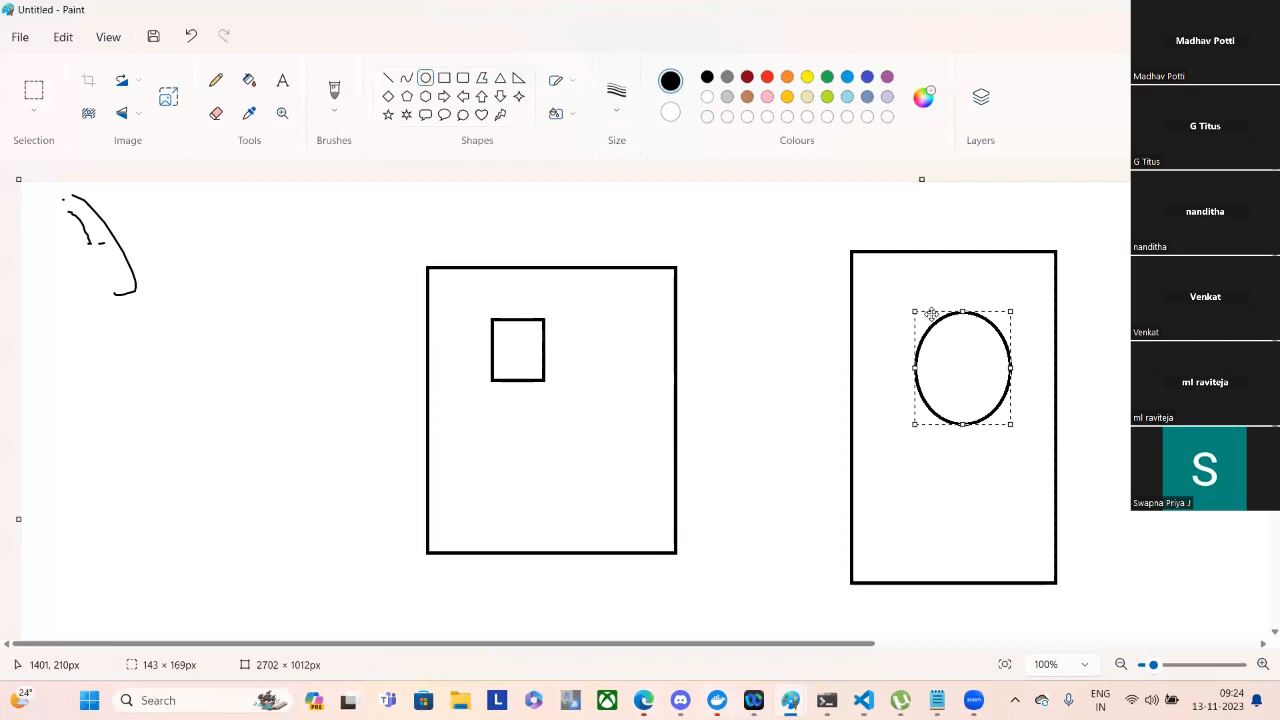 Untitled - Paint
File Edit View
Selection Image Tools Brushes Shapes Size Colours Layers
Madhav Potti
Madhav Potti
G Titus
G Titus
nanditha
nanditha
Venkat
Venkat
ml raviteja
ml raviteja
S
Swapna Priya J
1401, 210px 143 × 169px 2702 × 1012px 100%
24° Search PRE L zoom ENG IN 09:24 13-11-2023